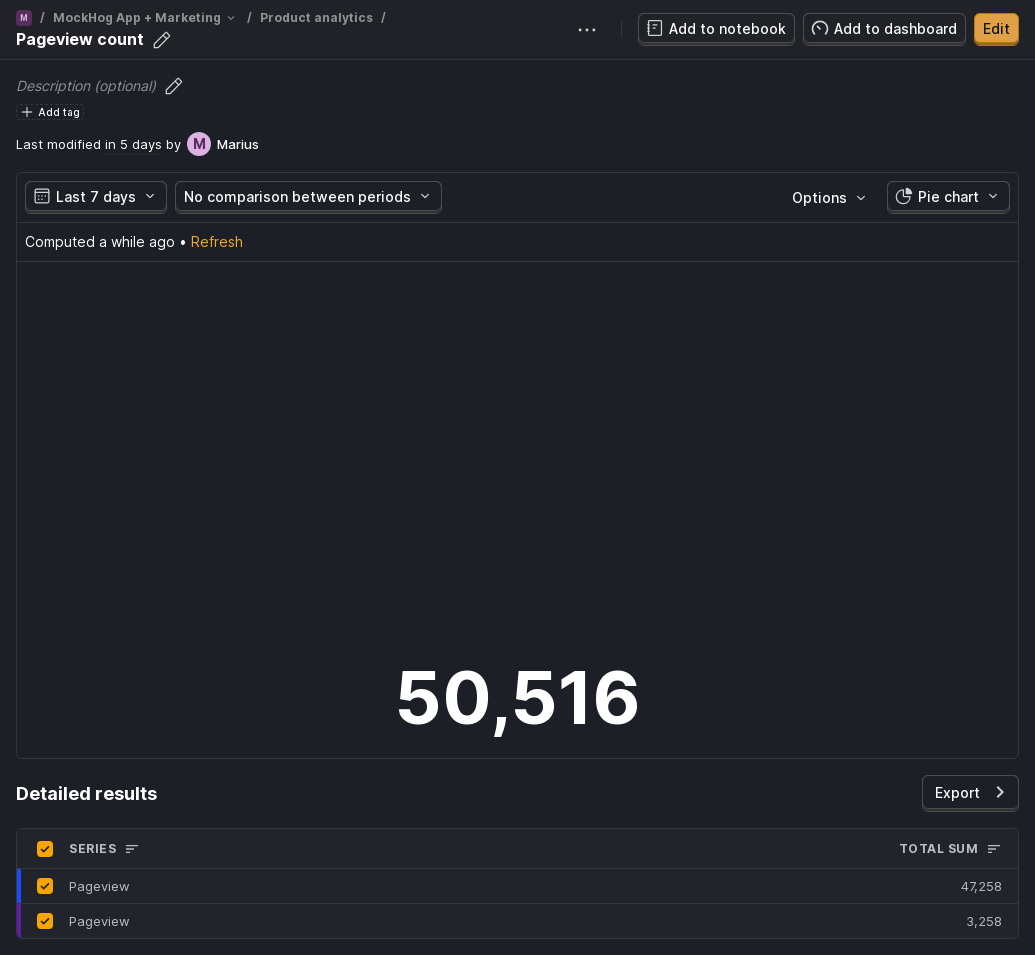 M / MockHog App + Marketing / Product analytics /
Pageview count
Add to notebook
Add to dashboard
Edit
Description (optional)
Add tag
Last modified in 5 days by M Marius
Last 7 days
No comparison between periods
Options
Pie chart
Computed a while ago • Refresh
50,516
Detailed results
Export
SERIES
TOTAL SUM
Pageview
47,258
Pageview
3,258